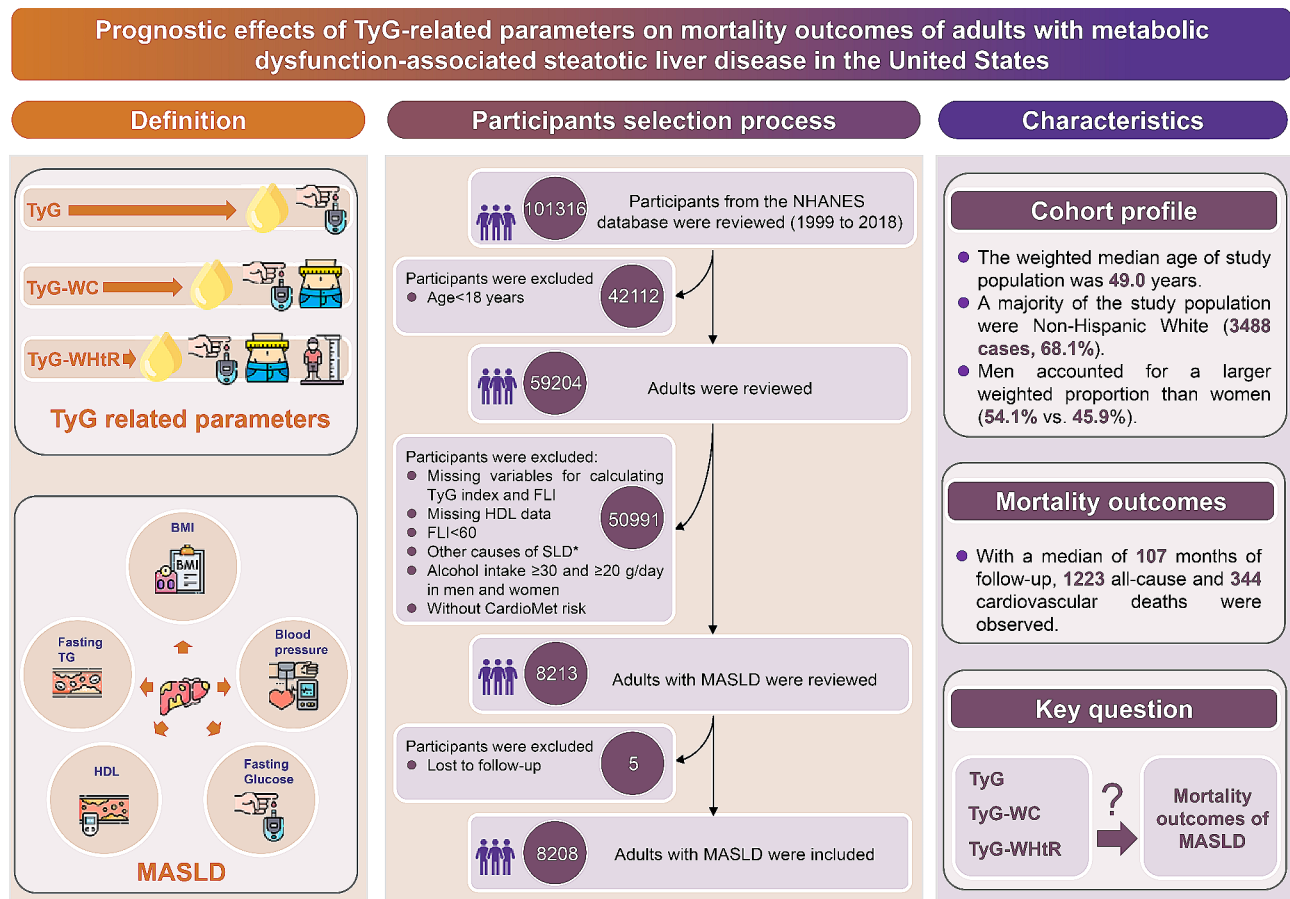 Prognostic effects of TyG-related parameters on mortality outcomes of adults with metabolic
dysfunction-associated steatotic liver disease in the United States
Definition
TyG
TyG-WC
TyG-WHtR
TyG related parameters
BMI
BMI
Fasting
TG
Blood
pressure
HDL
Fasting
Glucose
MASLD
Participants selection process
101316
Participants from the NHANES
database were reviewed (1999 to 2018)
Participants were excluded
Age<18 years
42112
59204
Adults were reviewed
Participants were excluded:
Missing variables for calculating
TyG index and FLI
Missing HDL data
FLI<60
Other causes of SLD*
Alcohol intake ≥30 and ≥20 g/day
in men and women
Without CardioMet risk
50991
8213
Adults with MASLD were reviewed
Participants were excluded
Lost to follow-up
5
8208
Adults with MASLD were included
Characteristics
Cohort profile
The weighted median age of study
population was 49.0 years.
A majority of the study population
were Non-Hispanic White (3488
cases, 68.1%).
Men accounted for a larger
weighted proportion than women
(54.1% vs. 45.9%).
Mortality outcomes
With a median of 107 months of
follow-up, 1223 all-cause and 344
cardiovascular deaths were
observed.
Key question
TyG
TyG-WC
TyG-WHtR
?
Mortality
outcomes of
MASLD